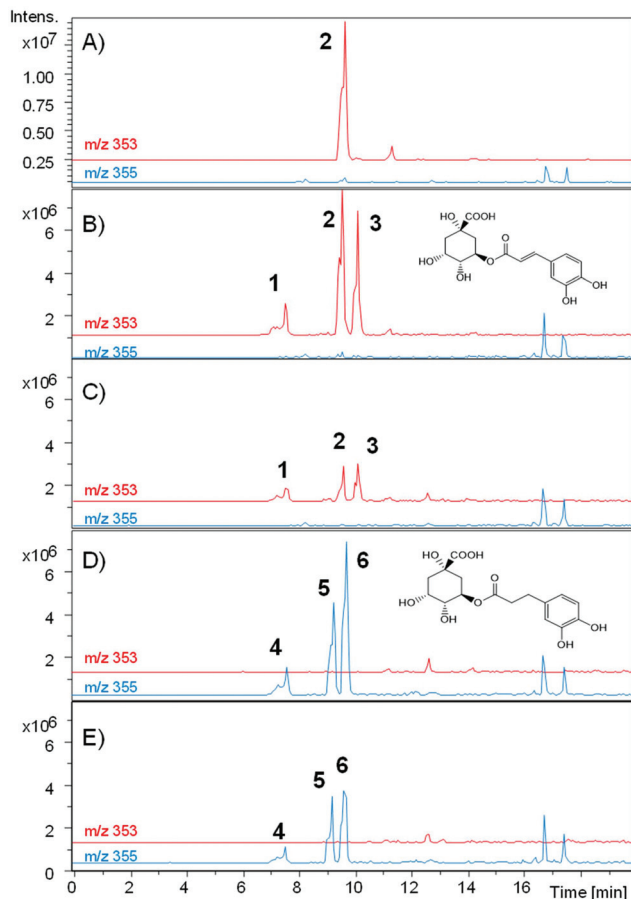 Intens.
x10⁷
A)
2
1.00
0.75
0.50
0.25
m/z 353
m/z 355
x10⁶
B)
2
3
6
4
2
1
m/z 353
m/z 355
HO
COOH
O
HO
OH
O
OH
OH
x10⁶
C)
6
4
2
1
2
3
m/z 353
m/z 355
x10⁶
D)
6
6
4
2
5
4
m/z 353
m/z 355
HO
COOH
O
HO
OH
O
OH
HO
x10⁶
E)
6
4
2
0
5
6
4
m/z 353
m/z 355
0 2 4 6 8 10 12 14 16 Time [min]